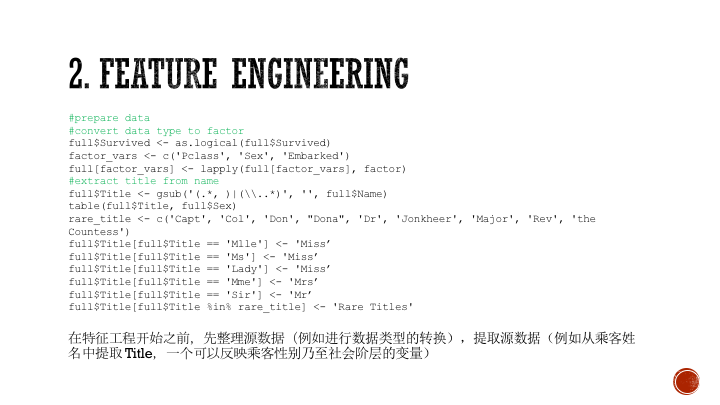 2. FEATURE ENGINEERING
#prepare data
#convert data type to factor
full$Survived <- as.logical(full$Survived)
factor_vars <- c('Pclass', 'Sex', 'Embarked')
full[factor_vars] <- lapply(full[factor_vars], factor)
#extract title from name
full$Title <- gsub('(.*, )|(\\..*)', '', full$Name)
table(full$Title, full$Sex)
rare_title <- c('Capt', 'Col', 'Don', "Dona", 'Dr', 'Jonkheer', 'Major', 'Rev', 'the
Countess')
full$Title[full$Title == 'Mlle'] <- 'Miss’
full$Title[full$Title == 'Ms'] <- 'Miss’
full$Title[full$Title == 'Lady'] <- 'Miss’
full$Title[full$Title == 'Mme'] <- 'Mrs’
full$Title[full$Title == 'Sir'] <- 'Mr’
full$Title[full$Title %in% rare_title] <- 'Rare Titles'
在特征工程开始之前，先整理源数据（例如进行数据类型的转换），提取源数据（例如从乘客姓
名中提取Title，一个可以反映乘客性别乃至社会阶层的变量）